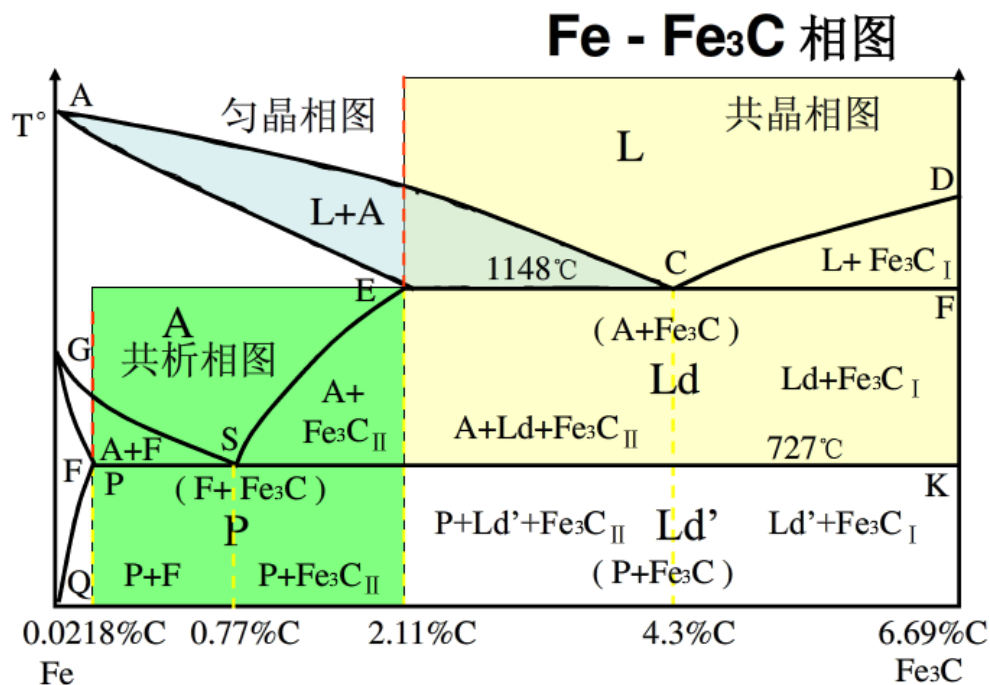 Fe - Fe₃C 相图
A
T°
匀晶相图
共晶相图
L
D
L+A
1148℃
C
L+ Fe₃C Ⅰ
E
F
A
共析相图
G
(A+Fe₃C)
Ld
Ld+Fe₃C Ⅰ
A+
Fe₃C Ⅱ
A+Ld+Fe₃C Ⅱ
S
A+F
727℃
F
P
(F+ Fe₃C)
K
P
P+Ld’+Fe₃C Ⅱ
Ld’
Ld’+Fe₃C Ⅰ
Q
P+F
P+Fe₃C Ⅱ
(P+Fe₃C)
0.0218%C
0.77%C
2.11%C
4.3%C
6.69%C
Fe
Fe₃C